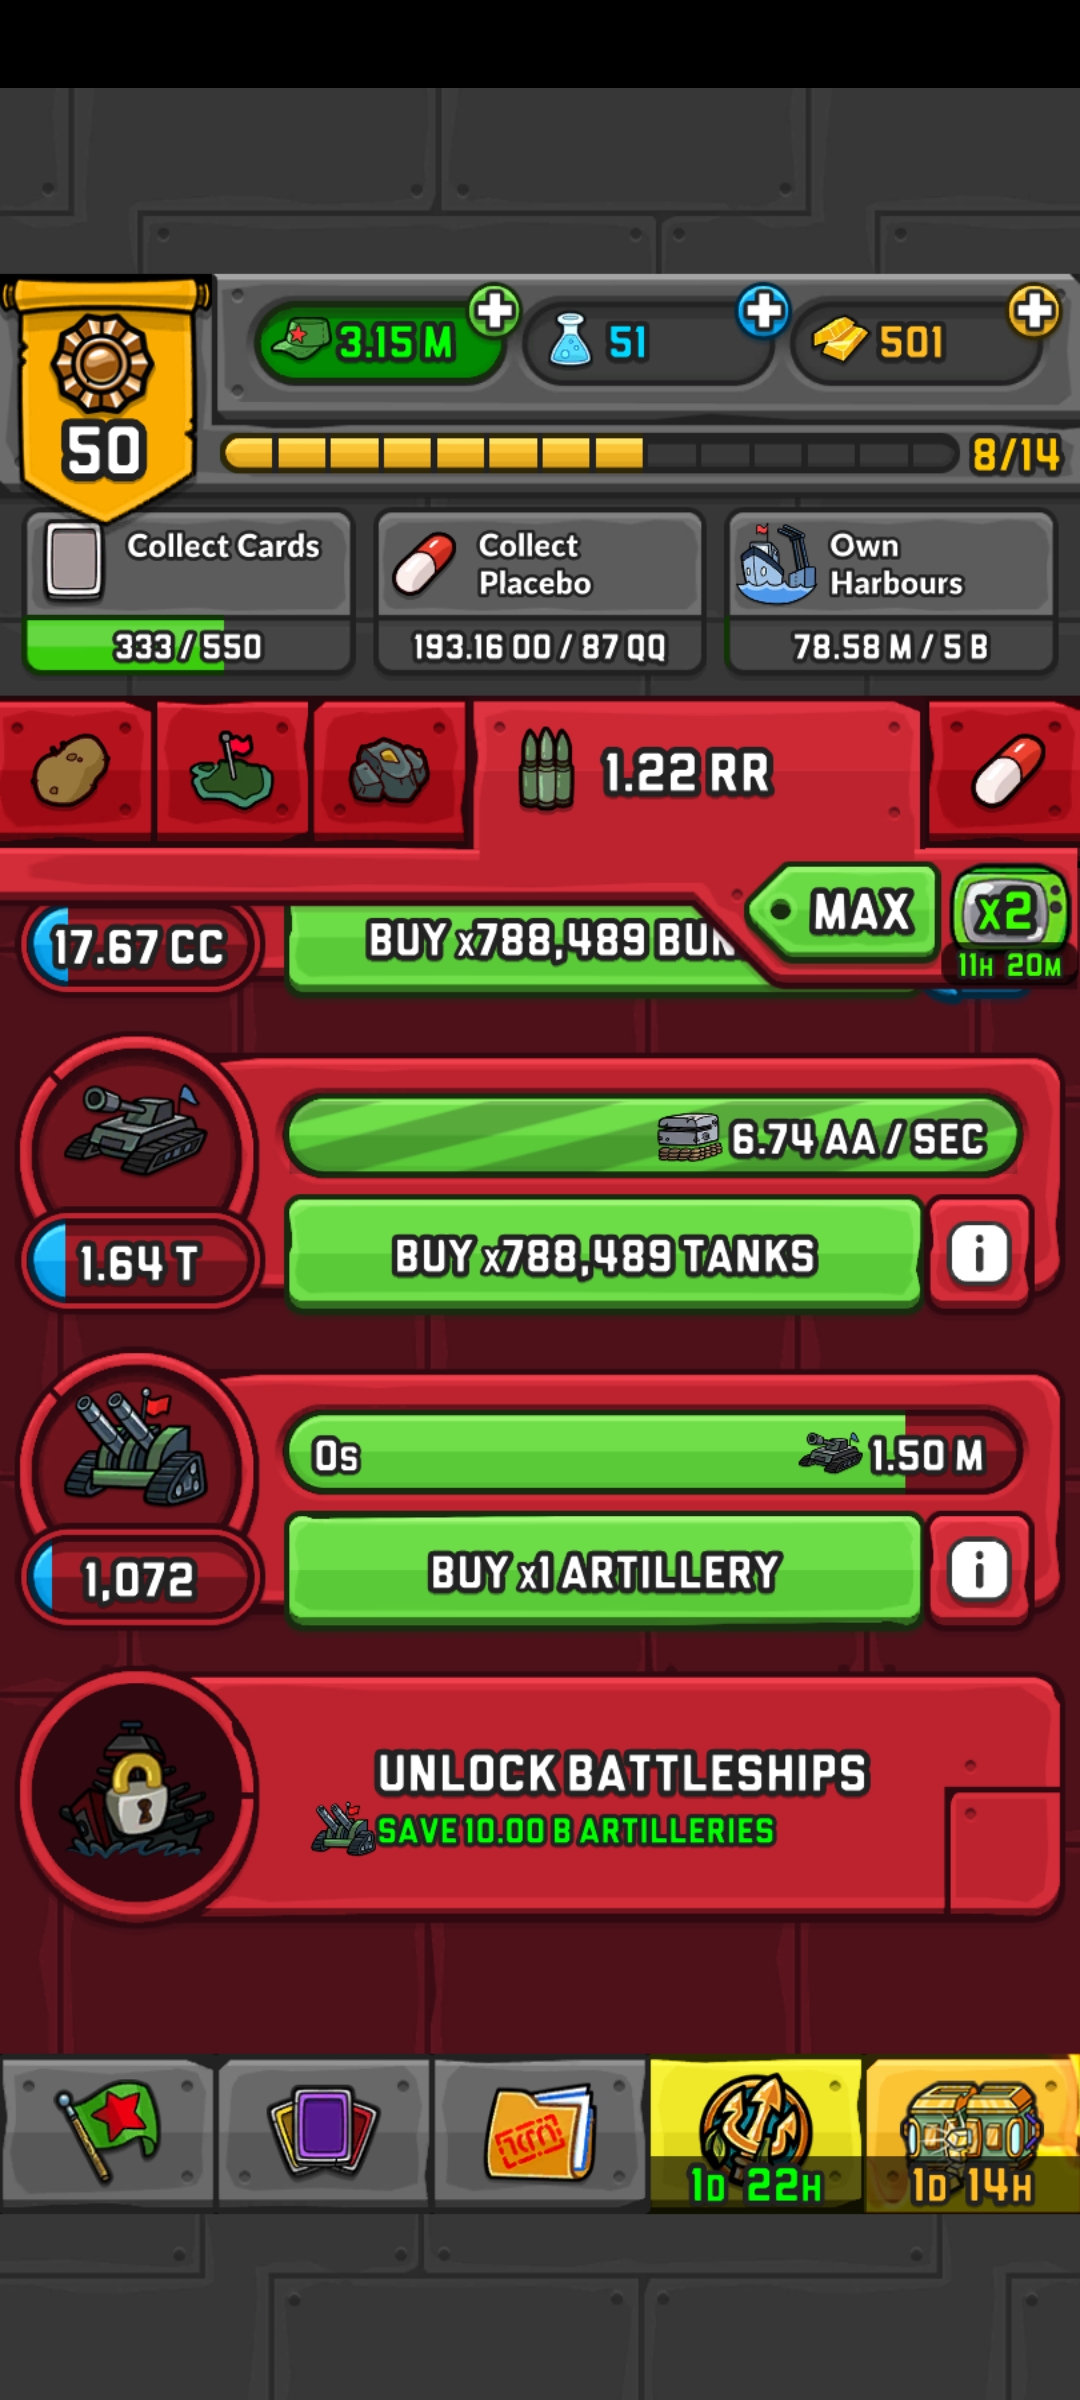 3.15 M
51
501
50
8/14
Collect Cards
333 / 550
Collect
Placebo
193.16 OO / 87 QQ
Own
Harbours
78.58 M / 5 B
1.22 RR
MAX
x2
11H 20M
17.67 CC
BUY x788,489 BUN
6.74 AA / SEC
1.64 T
BUY x788,489 TANKS
i
0s
1.50 M
1,072
BUY x1 ARTILLERY
i
UNLOCK BATTLESHIPS
SAVE 10.00 B ARTILLERIES
1D 22H
1D 14H